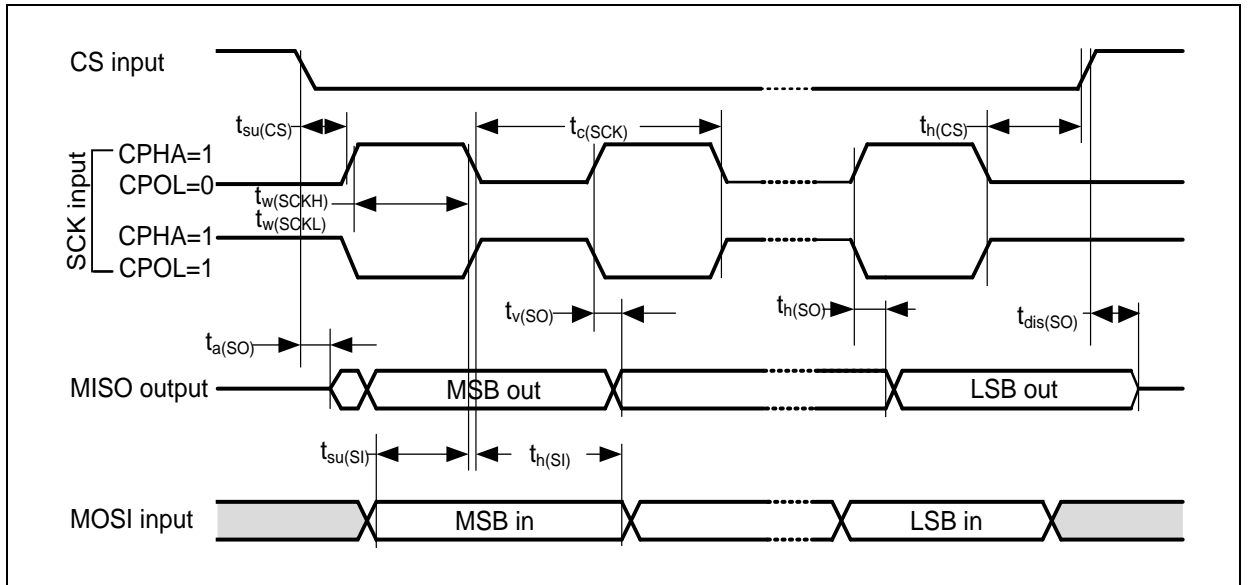 CS input
tsu(CS)
tc(SCK)
th(CS)
SCK input
CPHA=1
CPOL=0
tw(SCKH)
tw(SCKL)
CPHA=1
CPOL=1
tv(SO)
th(SO)
tdis(SO)
ta(SO)
MISO output
MSB out
LSB out
tsu(SI)
th(SI)
MOSI input
MSB in
LSB in